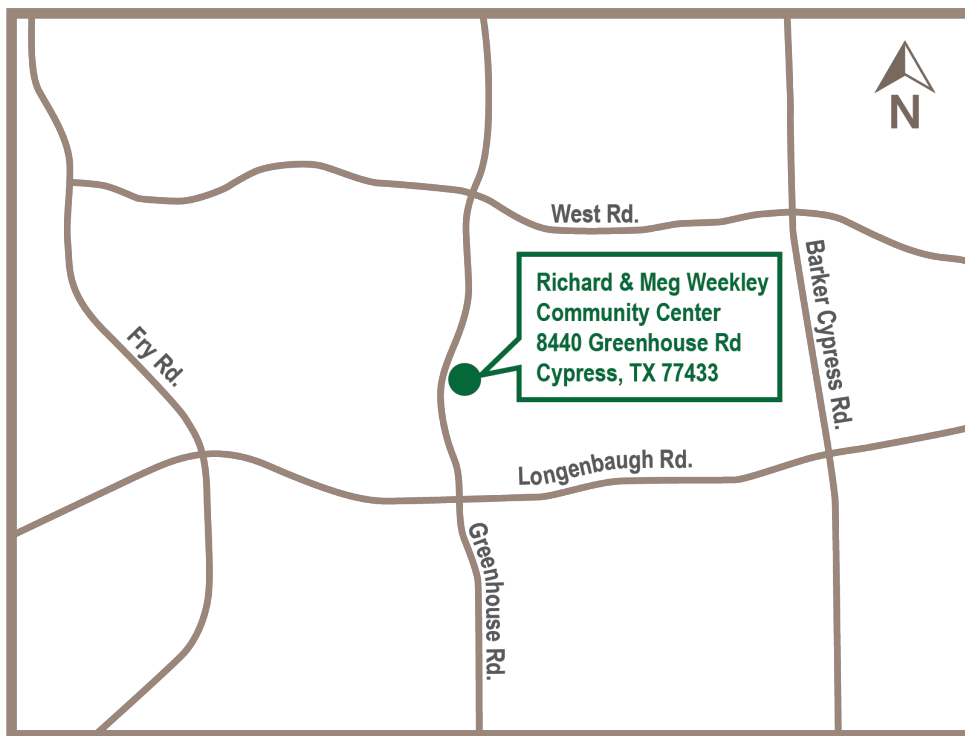 N
West Rd.
Richard & Meg Weekley
Community Center
8440 Greenhouse Rd
Cypress, TX 77433
Barker Cypress Rd.
Fry Rd.
Longenbaugh Rd.
Greenhouse Rd.